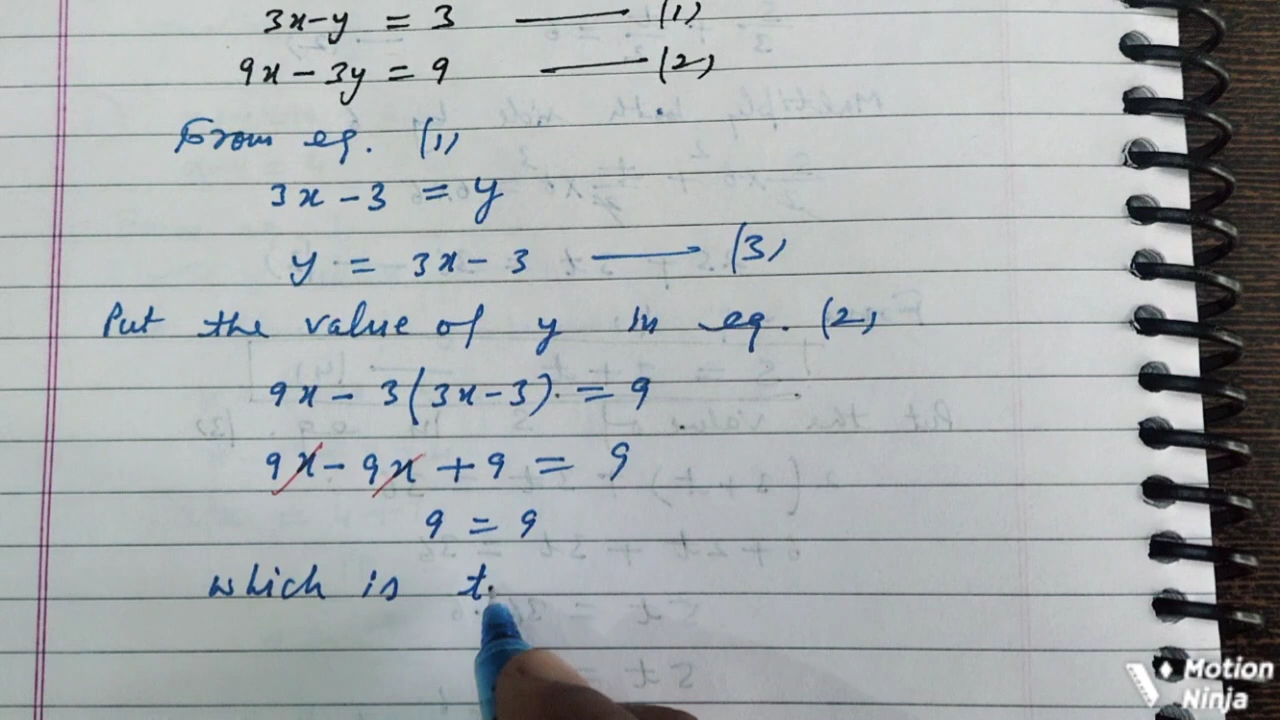 3x-y = 3 —— (1)
9x - 3y = 9 —— (2)
From eq. (1)
3x - 3 = y
y = 3x - 3 —— (3)
Put the value of y in eq. (2)
9x - 3(3x-3) = 9
9x - 9x + 9 = 9
9 = 9
which is t
Motion
Ninja